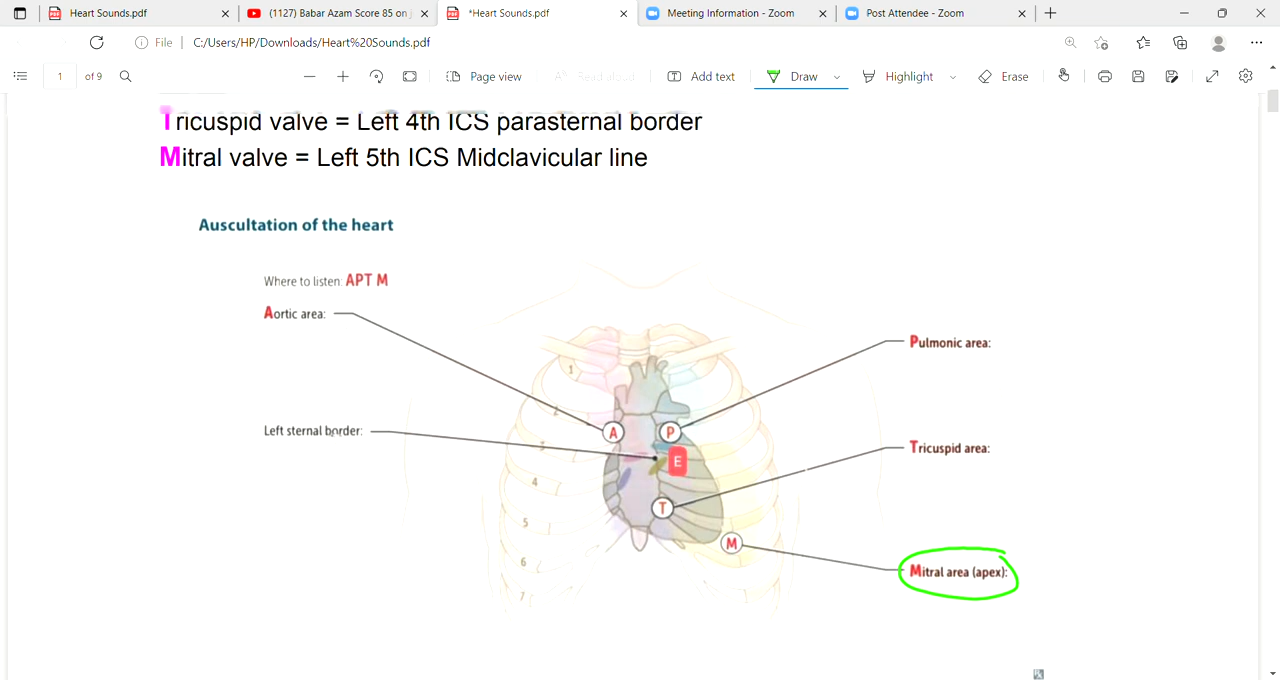 Heart Sounds.pdf
(1127) Babar Azam Score 85 on
*Heart Sounds.pdf
Meeting Information - Zoom
Post Attendee - Zoom
File | C:/Users/HP/Downloads/Heart%20Sounds.pdf
1 of 9
Page view
Read aloud
Add text
Draw
Highlight
Erase
Tricuspid valve = Left 4th ICS parasternal border
Mitral valve = Left 5th ICS Midclavicular line
Auscultation of the heart
Where to listen: APT M
Aortic area:
Pulmonic area:
1
2
A
P
Left sternal border:
3
E
Tricuspid area:
4
T
5
M
6
Mitral area (apex):
7